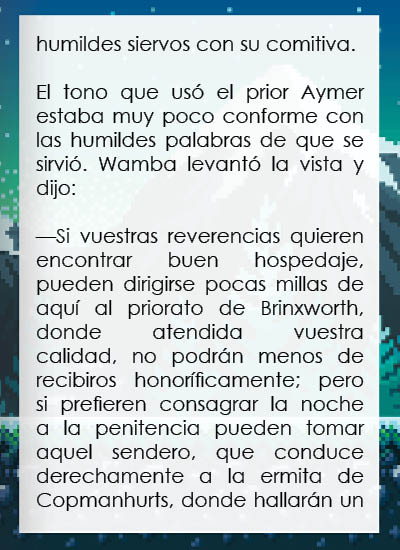 humildes siervos con su comitiva.
El tono que usó el prior Aymer
estaba muy poco conforme con
las humildes palabras de que se
sirvió. Wamba levantó la vista y
dijo:
—Si vuestras reverencias quieren
encontrar buen hospedaje,
pueden dirigirse pocas millas de
aquí al priorato de Brinxworth,
donde atendida vuestra
calidad, no podrán menos de
recibiros honoríficamente; pero
si prefieren consagrar la noche
a la penitencia pueden tomar
aquel sendero, que conduce
derechamente a la ermita de
Copmanhurts, donde hallarán un